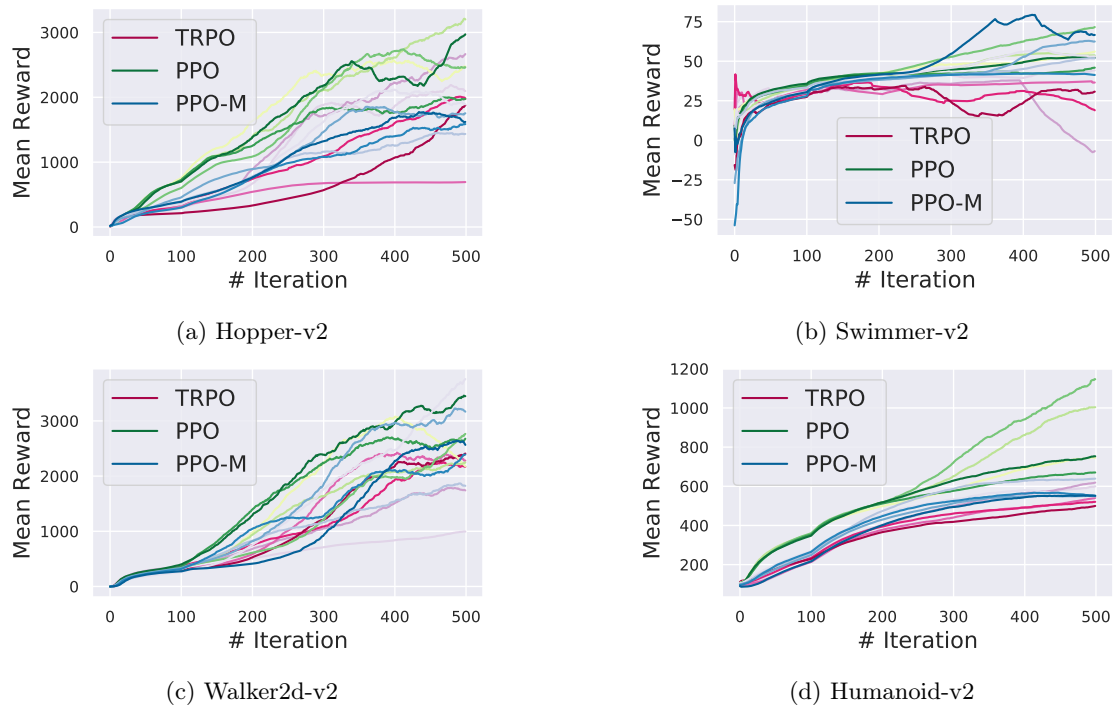 3000
2000
1000
0
Mean Reward
TRPO
PPO
PPO-M
0 100 200 300 400 500
# Iteration
(a) Hopper-v2
75
50
25
0
−25
−50
Mean Reward
TRPO
PPO
PPO-M
0 100 200 300 400 500
# Iteration
(b) Swimmer-v2
3000
2000
1000
0
Mean Reward
TRPO
PPO
PPO-M
0 100 200 300 400 500
# Iteration
(c) Walker2d-v2
1200
1000
800
600
400
200
Mean Reward
TRPO
PPO
PPO-M
0 100 200 300 400 500
# Iteration
(d) Humanoid-v2